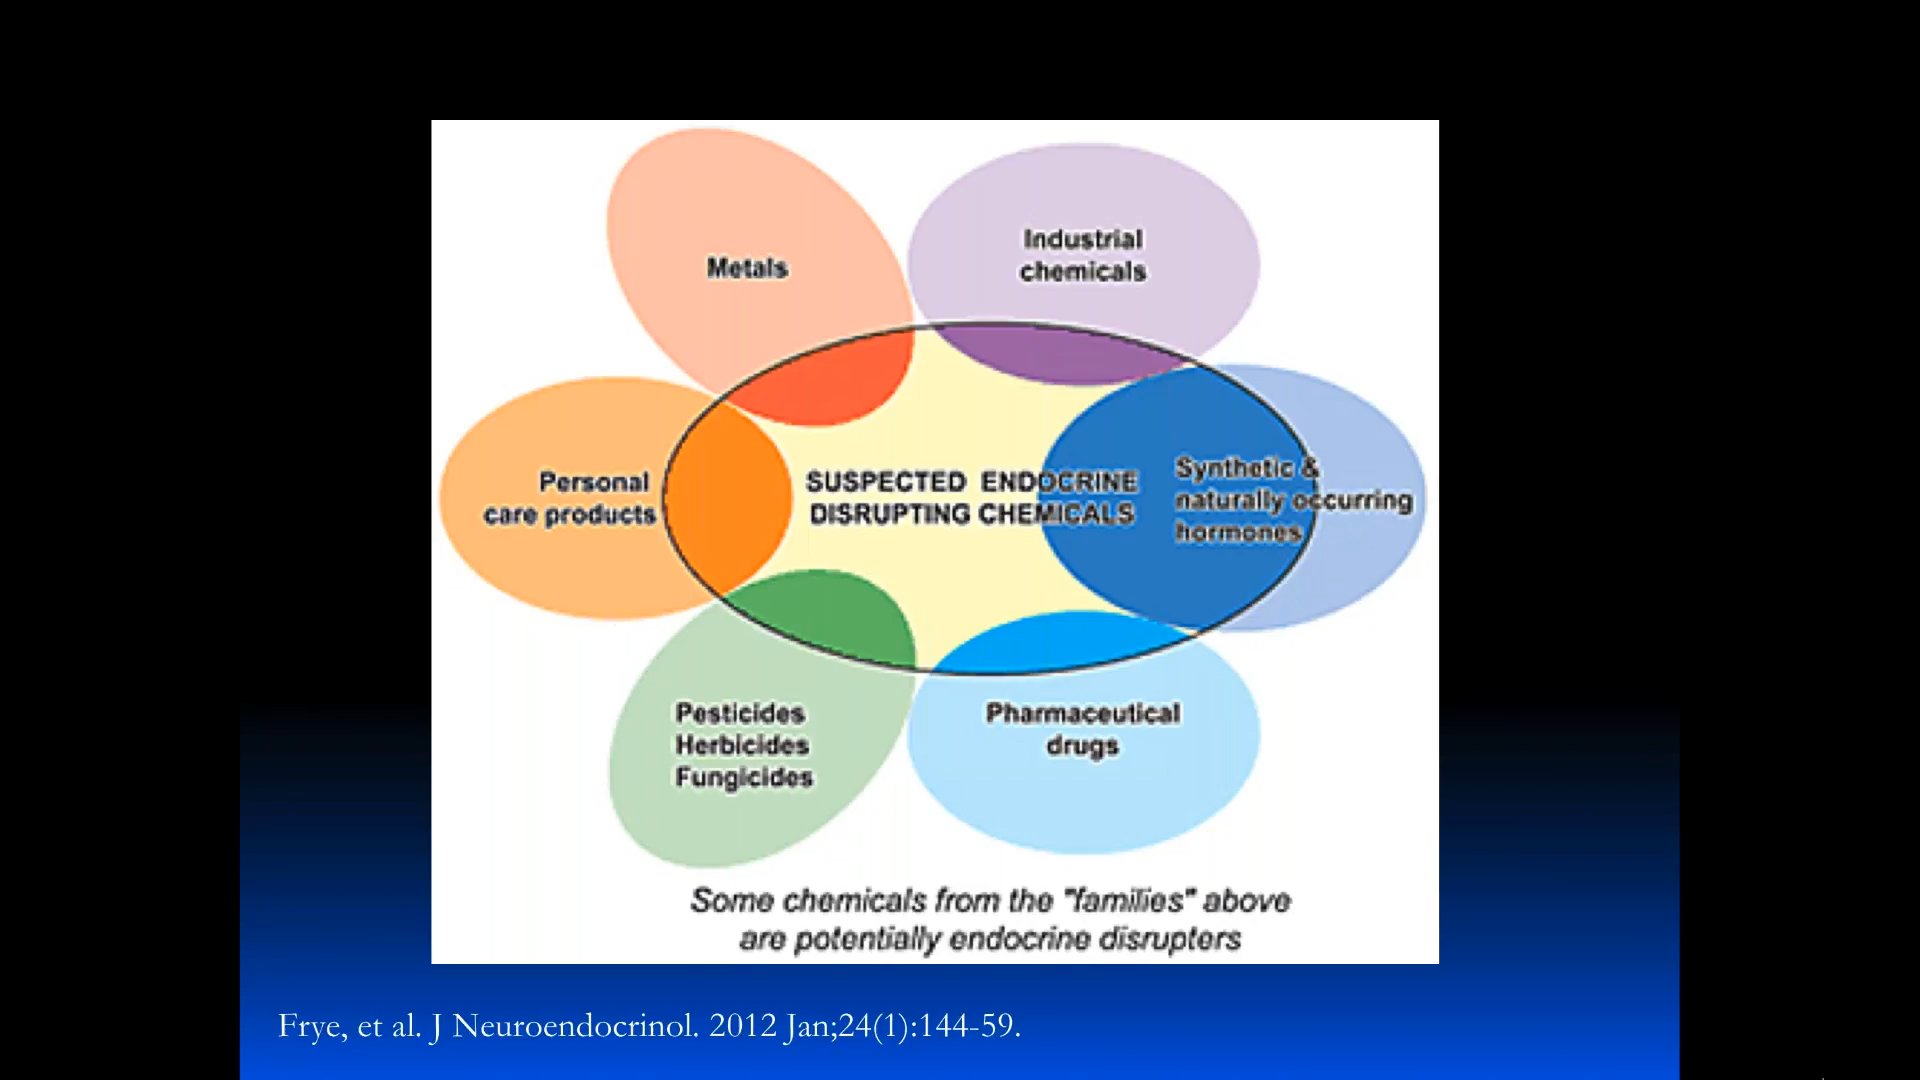 Metals
Industrial
chemicals
Personal
care products
SUSPECTED ENDOCRINE
DISRUPTING CHEMICALS
Synthetic &
naturally occurring
hormones
Pesticides
Herbicides
Fungicides
Pharmaceutical
drugs
Some chemicals from the "families" above
are potentially endocrine disrupters
Frye, et al. J Neuroendocrinol. 2012 Jan;24(1):144-59.